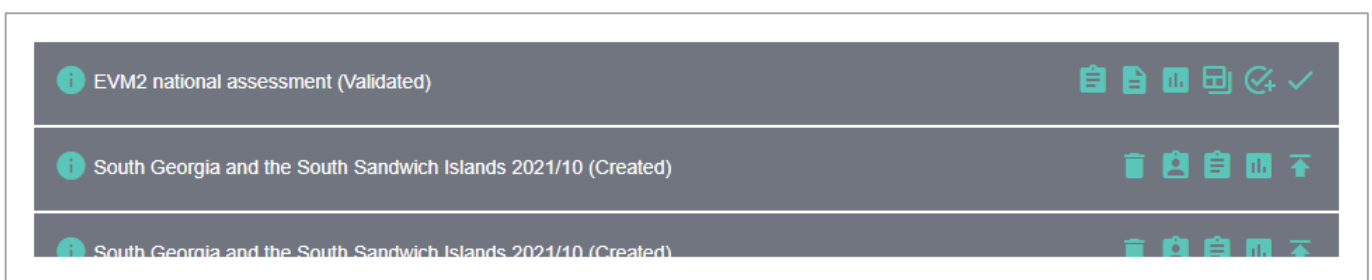 EVM2 national assessment (Validated)
South Georgia and the South Sandwich Islands 2021/10 (Created)
South Georgia and the South Sandwich Islands 2021/10 (Created)